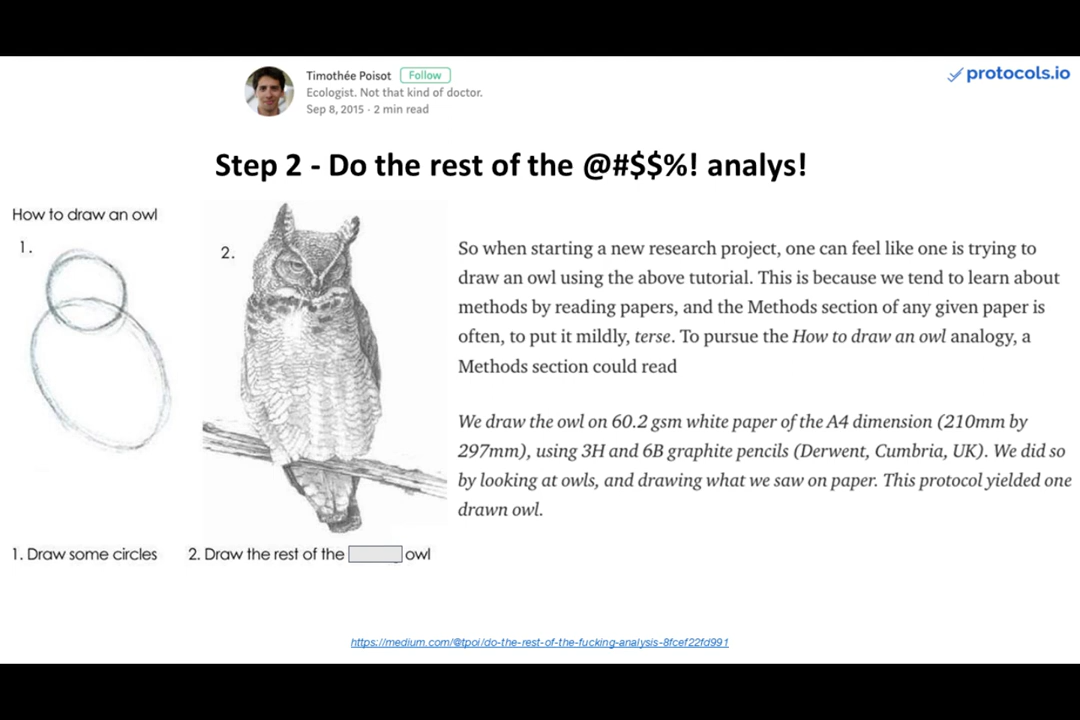 Timothée Poisot Follow
Ecologist. Not that kind of doctor.
Sep 8, 2015 · 2 min read
protocols.io
Step 2 - Do the rest of the @#$$%! analys!
How to draw an owl
1.
2.
So when starting a new research project, one can feel like one is trying to
draw an owl using the above tutorial. This is because we tend to learn about
methods by reading papers, and the Methods section of any given paper is
often, to put it mildly, terse. To pursue the How to draw an owl analogy, a
Methods section could read
We draw the owl on 60.2 gsm white paper of the A4 dimension (210mm by
297mm), using 3H and 6B graphite pencils (Derwent, Cumbria, UK). We did so
by looking at owls, and drawing what we saw on paper. This protocol yielded one
drawn owl.
1. Draw some circles
2. Draw the rest of the owl
https://medium.com/@tpoi/do-the-rest-of-the-fucking-analysis-8fcef22fd991